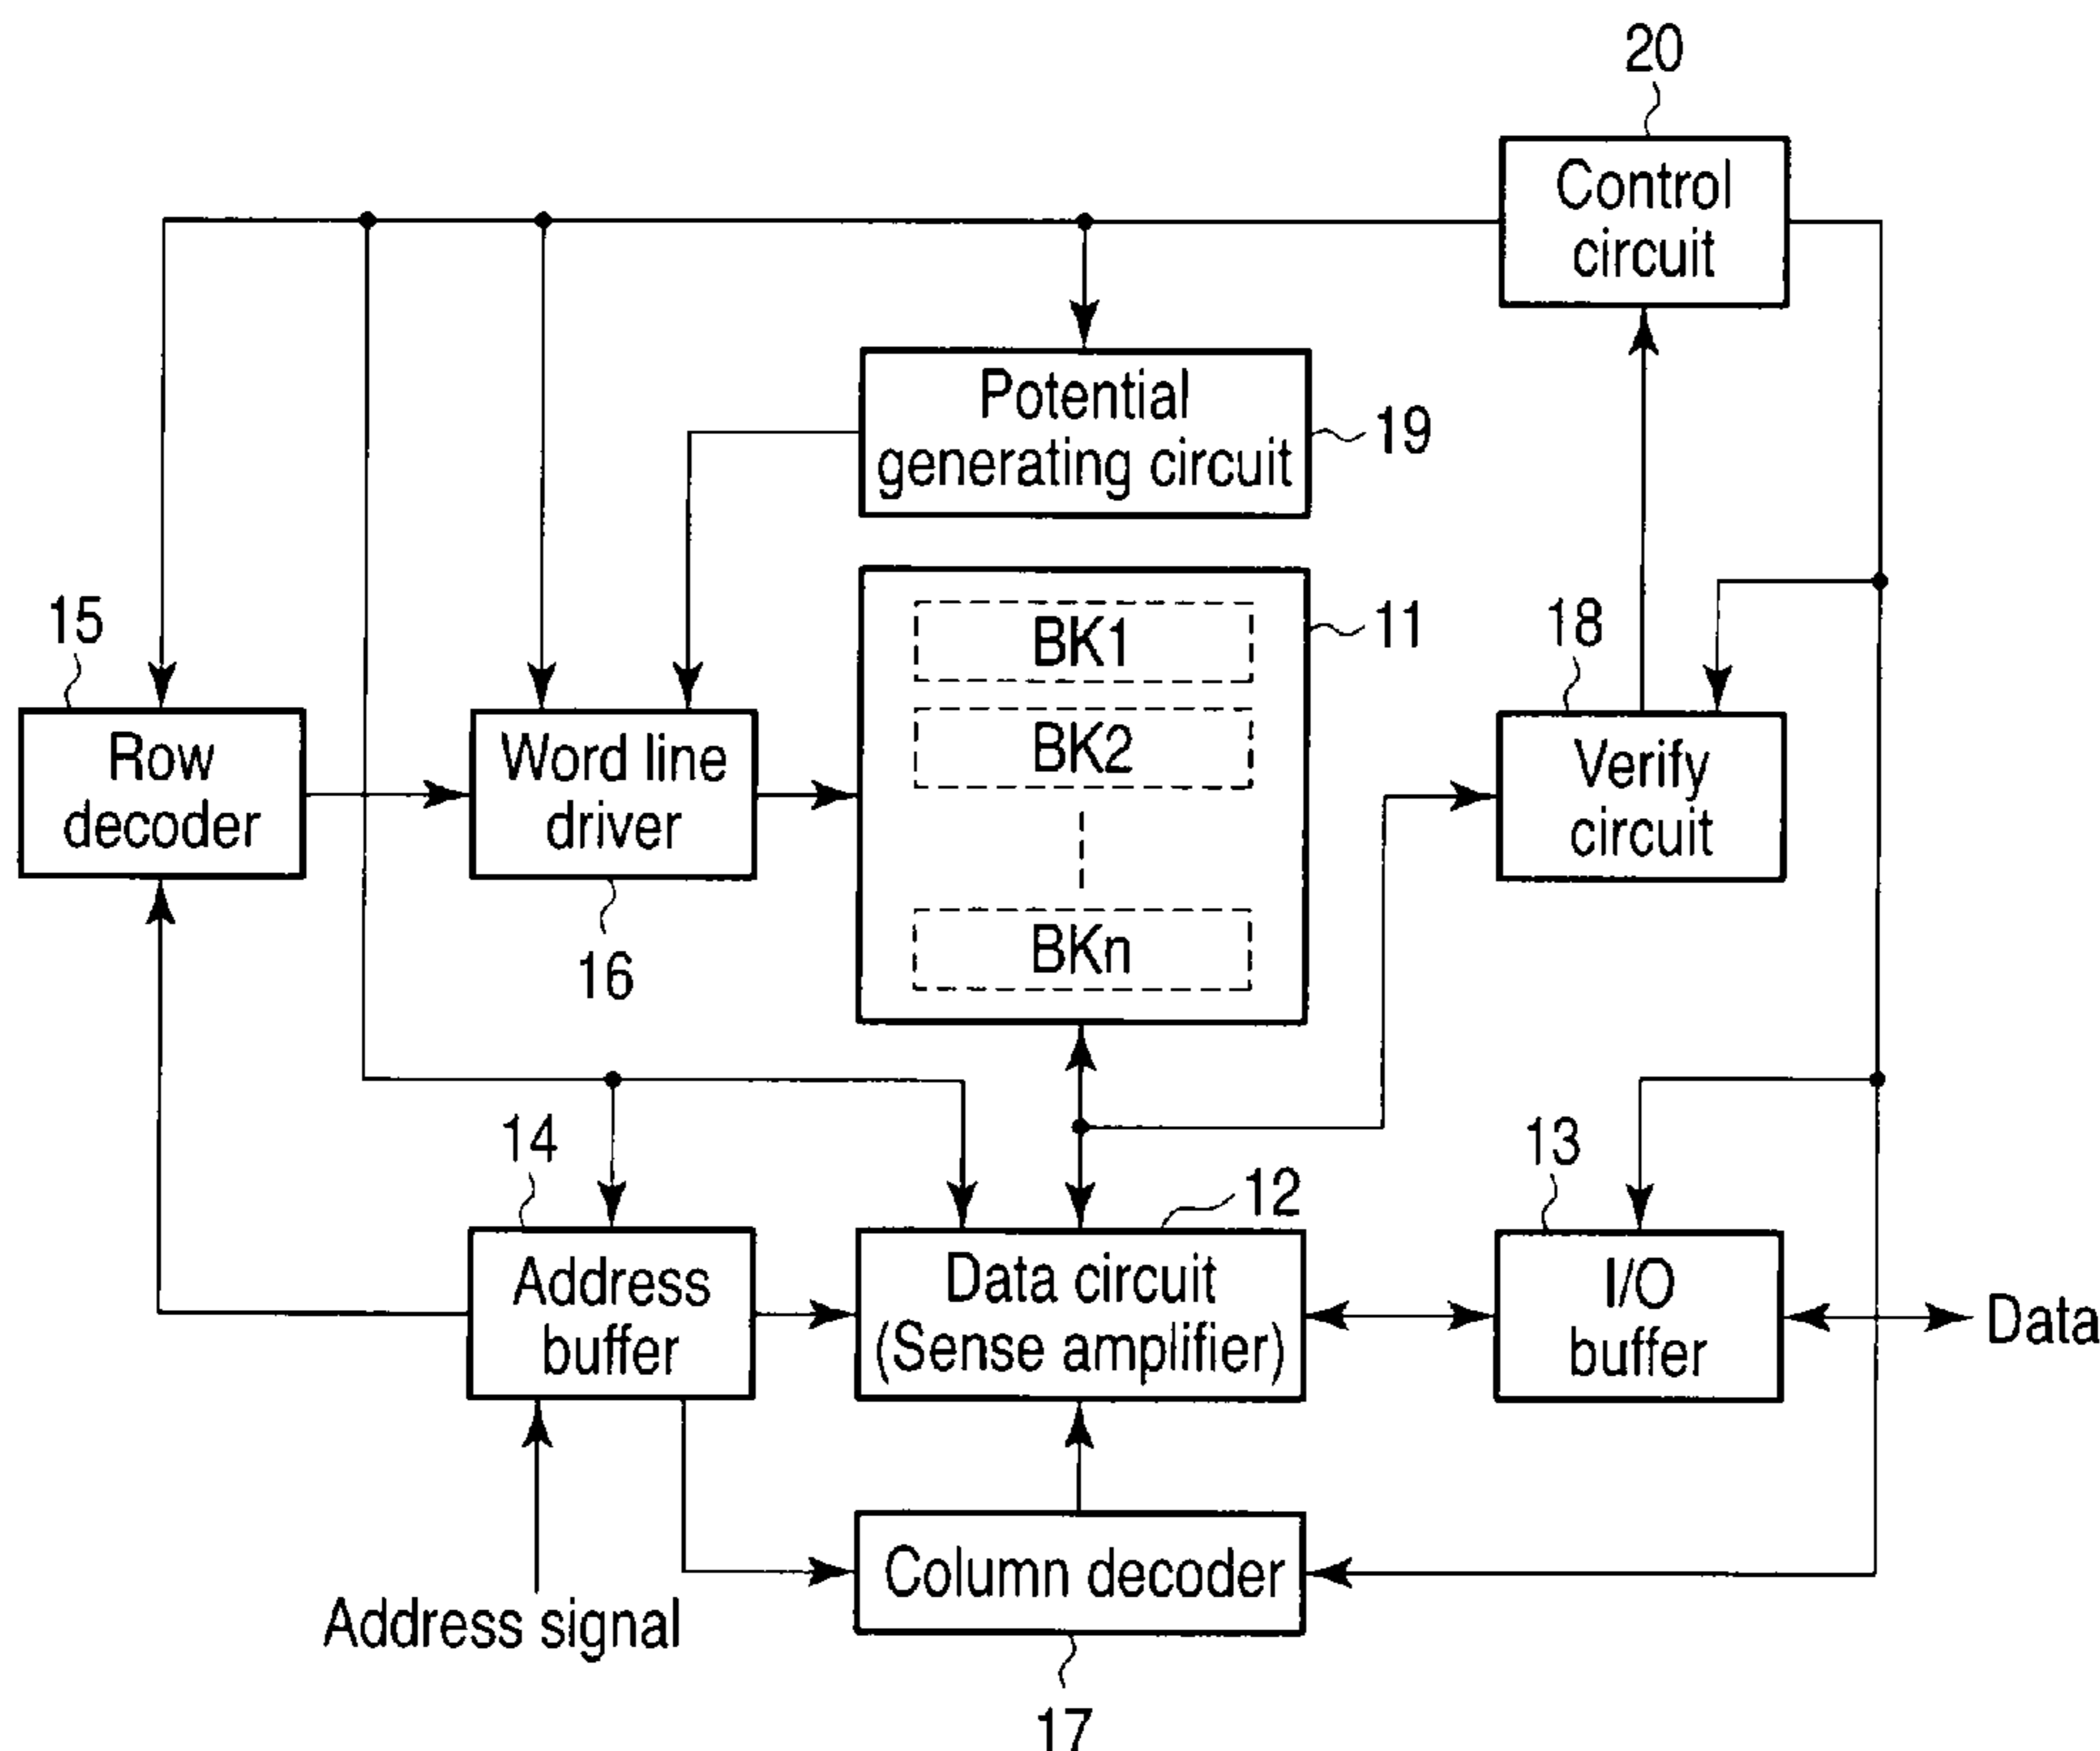 20
Control
circuit
Potential
generating circuit
19
15
BK1
11
18
Row
decoder
Word line
driver
BK2
Verify
circuit
BKn
16
14
12
13
Address
buffer
Data circuit
(Sense amplifier)
I/O
buffer
Data
Column decoder
Address signal
17